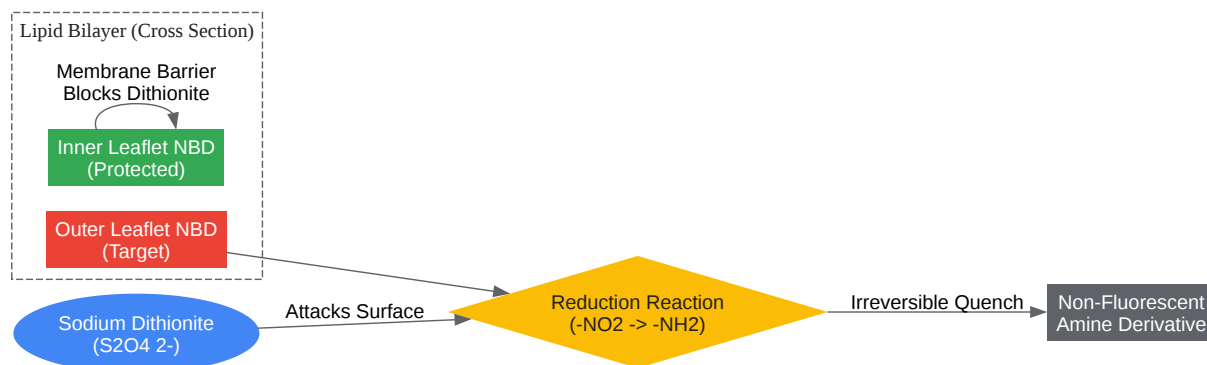 Lipid Bilayer (Cross Section)
Membrane Barrier
Blocks Dithionite
Inner Leaflet NBD
(Protected)
Outer Leaflet NBD
(Target)
Sodium Dithionite
(S2O4 2-)
Attacks Surface
Reduction Reaction
(-NO2 -> -NH2)
Irreversible Quench
Non-Fluorescent
Amine Derivative